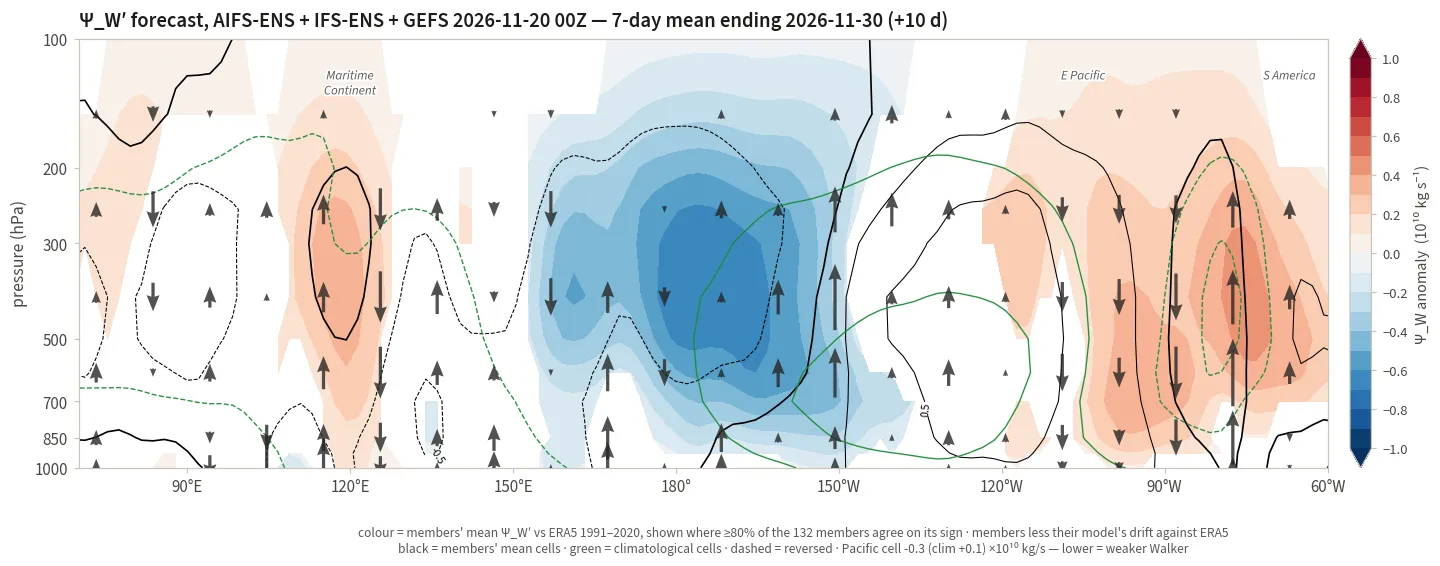 Ψ_W′ forecast, AIFS-ENS + IFS-ENS + GEFS 2026-11-20 00Z — 7-day mean ending 2026-11-30 (+10 d)
Maritime
Continent
E Pacific
S America
100
200
300
500
700
850
1000
pressure (hPa)
0.5
-0.5
90°E
120°E
150°E
180°
150°W
120°W
90°W
60°W
1.0
0.8
0.6
0.4
0.2
0.0
−0.2
−0.4
−0.6
−0.8
−1.0
Ψ_W anomaly (10¹⁰ kg s⁻¹)
colour = members' mean Ψ_W′ vs ERA5 1991–2020, shown where ≥80% of the 132 members agree on its sign · members less their model's drift against ERA5
black = members' mean cells · green = climatological cells · dashed = reversed · Pacific cell -0.3 (clim +0.1) ×10¹⁰ kg/s — lower = weaker Walker